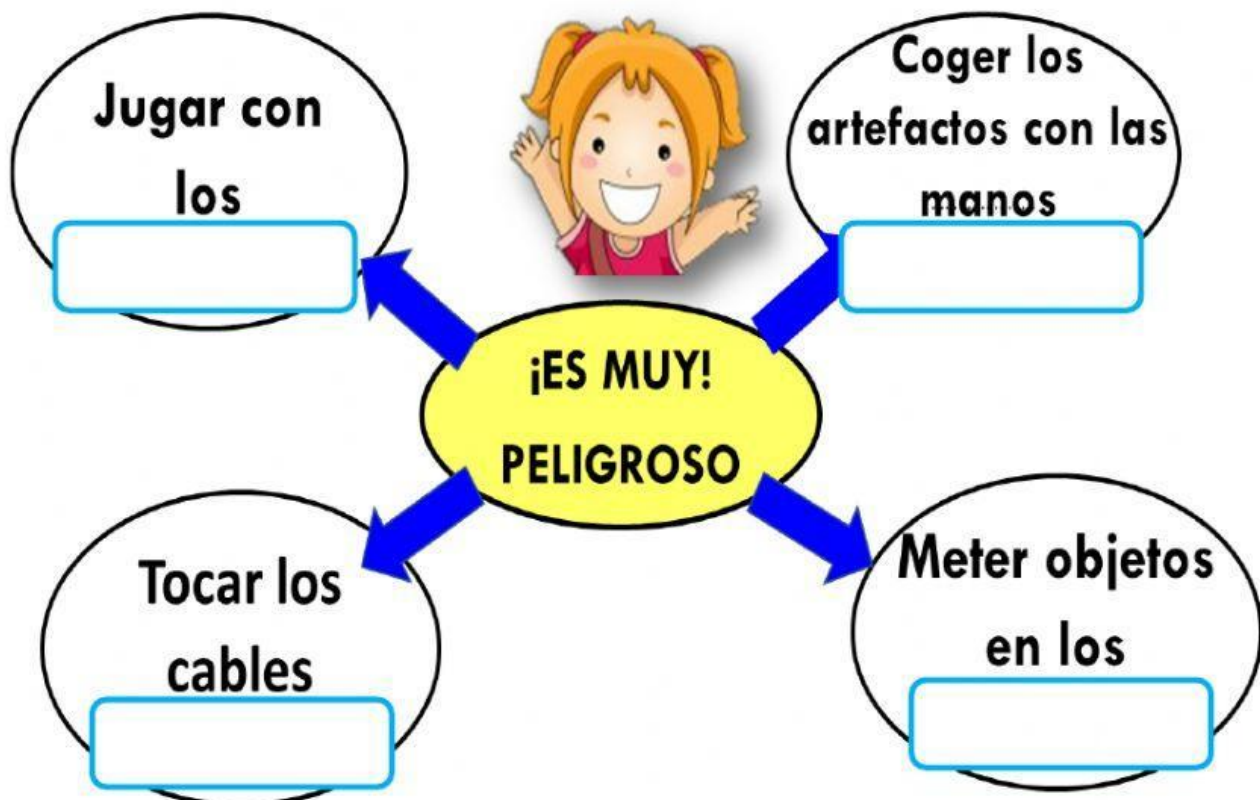 Jugar con
los
Coger los
artefactos con las
manos
¡ES MUY!
PELIGROSO
Tocar los
cables
Meter objetos
en los